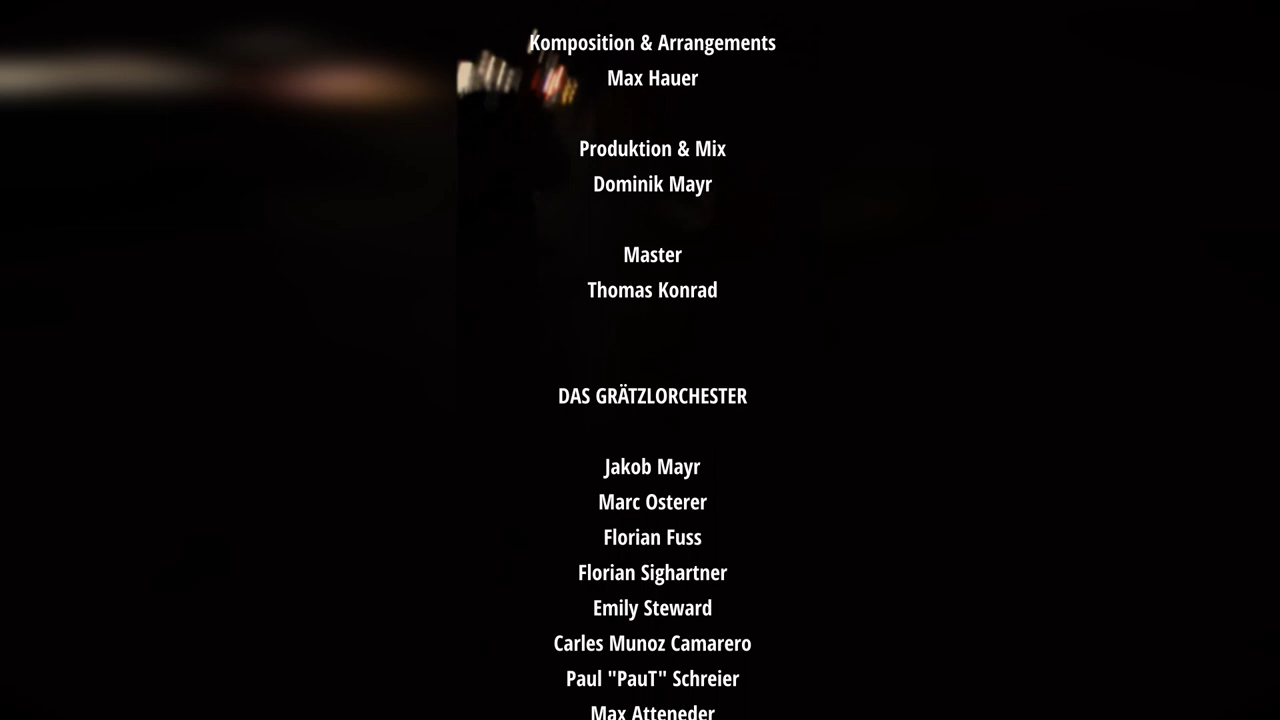 Komposition & Arrangements
Max Hauer
Produktion & Mix
Dominik Mayr
Master
Thomas Konrad
DAS GRÄTZLORCHESTER
Jakob Mayr
Marc Osterer
Florian Fuss
Florian Sighartner
Emily Steward
Carles Munoz Camarero
Paul "PauT" Schreier
Max Atteneder